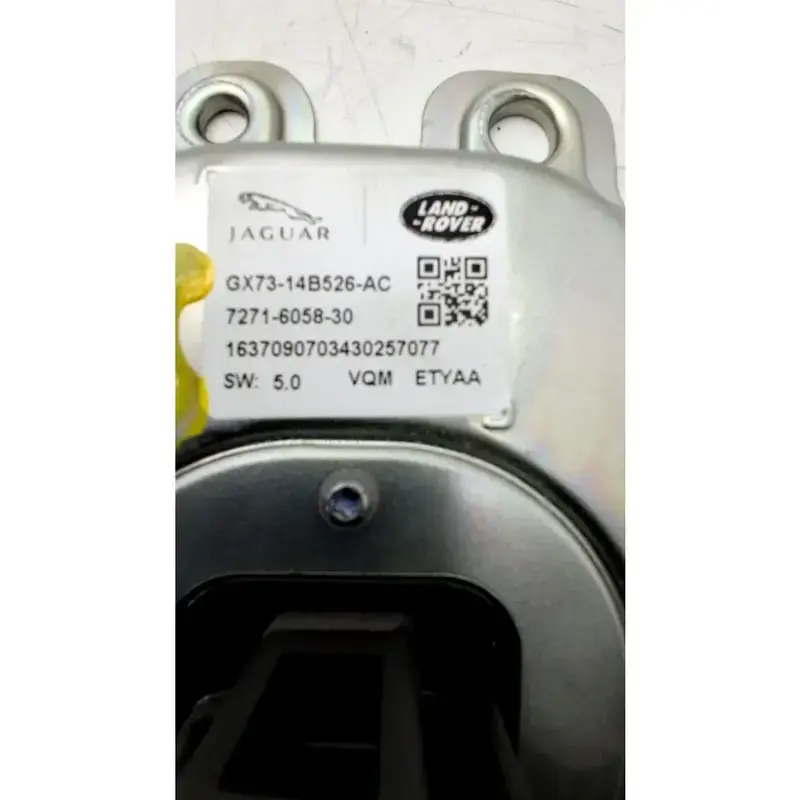 JAGUAR
LAND-
-ROVER
GX73-14B526-AC
7271-6058-30
1637090703430257077
SW: 5.0 VQM ETYAA